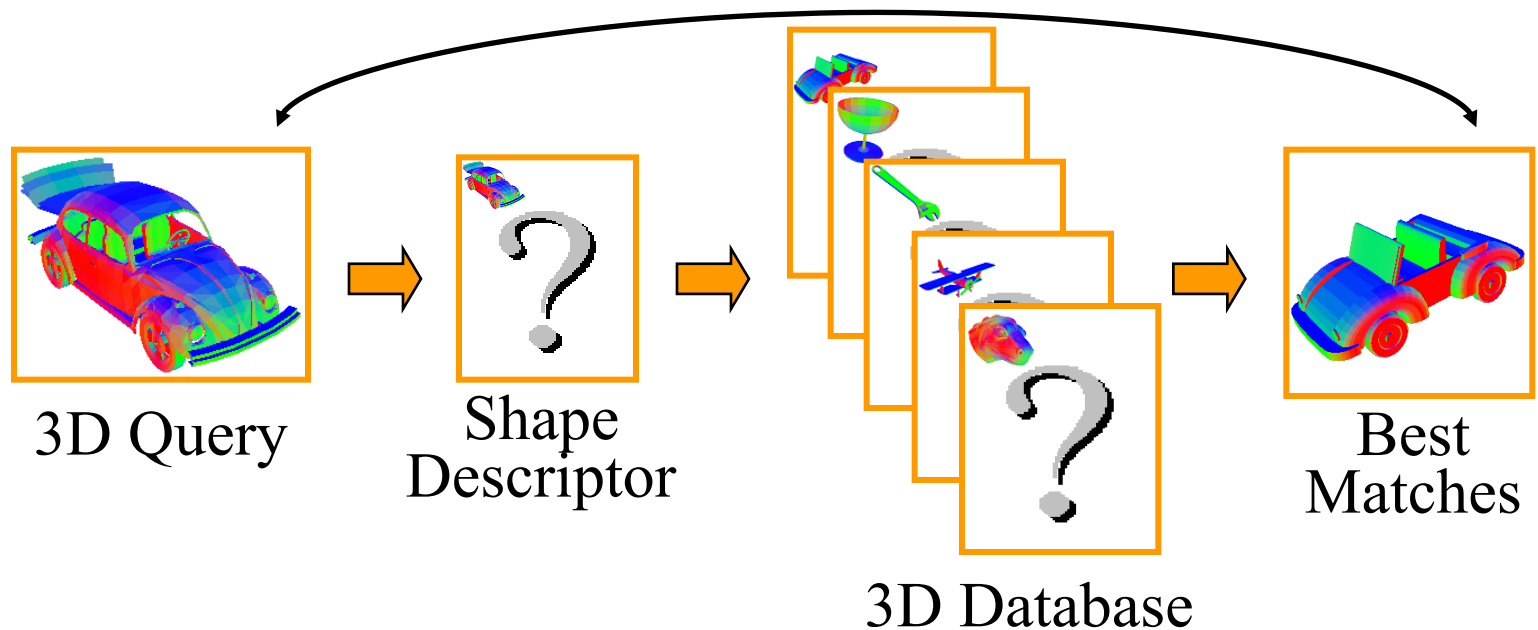 3D Query
Shape
Descriptor
3D Database
Best
Matches